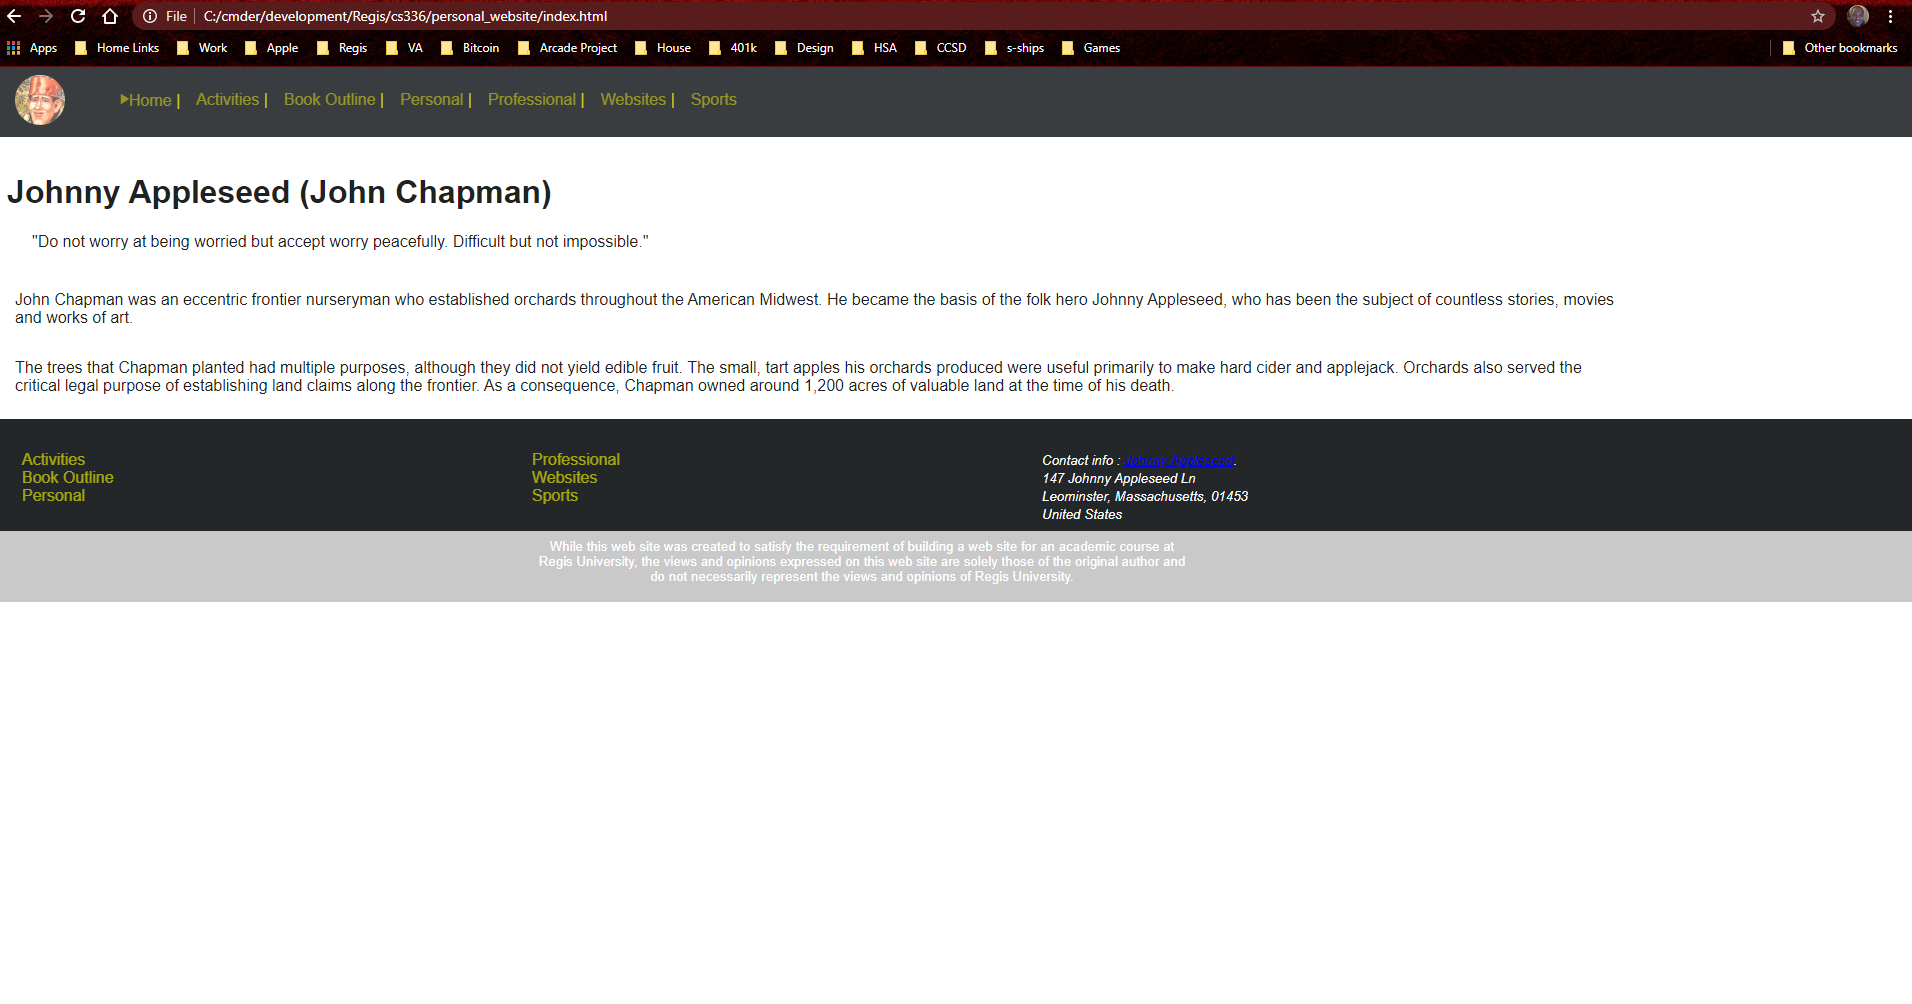 File C:/cmder/development/Regis/cs336/personal_website/index.html
Apps Home Links Work Apple Regis VA Bitcoin Arcade Project House 401k Design HSA CCSD s-ships Games Other bookmarks
Home | Activities | Book Outline | Personal | Professional | Websites | Sports
Johnny Appleseed (John Chapman)
"Do not worry at being worried but accept worry peacefully. Difficult but not impossible."
John Chapman was an eccentric frontier nurseryman who established orchards throughout the American Midwest. He became the basis of the folk hero Johnny Appleseed, who has been the subject of countless stories, movies
and works of art.
The trees that Chapman planted had multiple purposes, although they did not yield edible fruit. The small, tart apples his orchards produced were useful primarily to make hard cider and applejack. Orchards also served the
critical legal purpose of establishing land claims along the frontier. As a consequence, Chapman owned around 1,200 acres of valuable land at the time of his death.
Activities
Book Outline
Personal
Professional
Websites
Sports
Contact info : Johnny Appleseed.
147 Johnny Appleseed Ln
Leominster, Massachusetts, 01453
United States
While this web site was created to satisfy the requirement of building a web site for an academic course at
Regis University, the views and opinions expressed on this web site are solely those of the original author and
do not necessarily represent the views and opinions of Regis University.